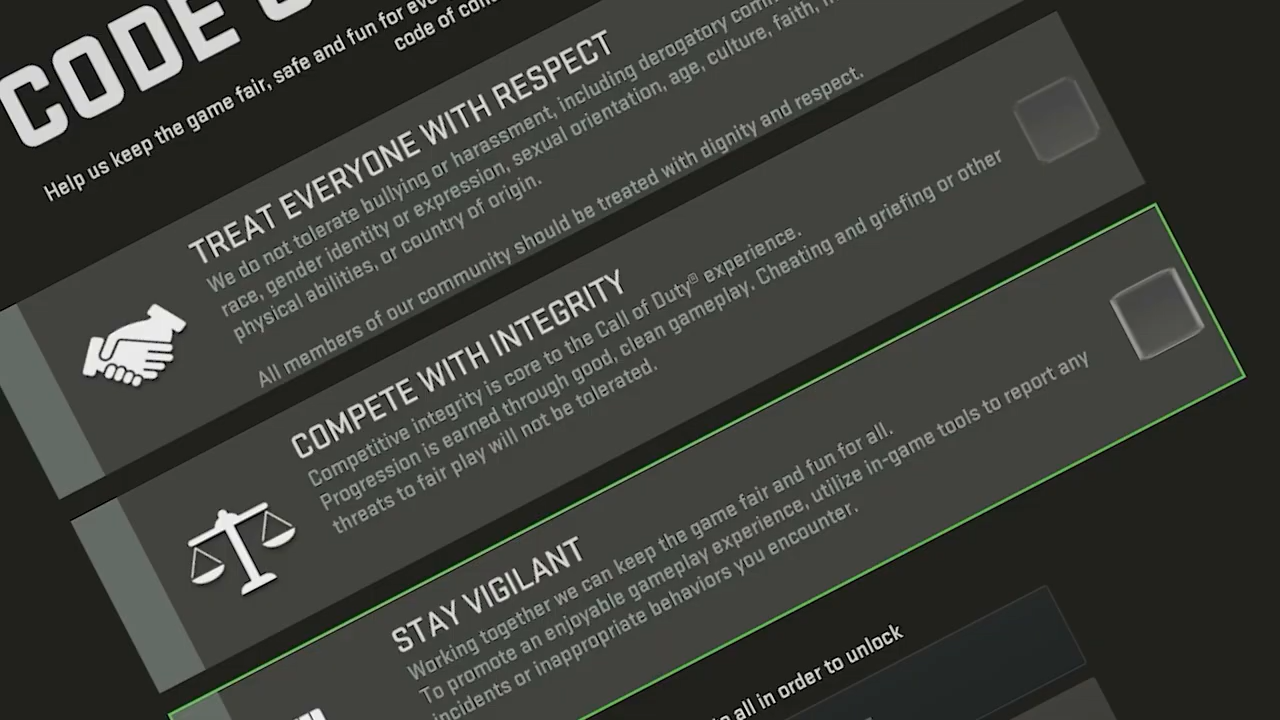 CODE
Help us keep the game fair, safe and fun for
code of
TREAT EVERYONE WITH RESPECT
We do not tolerate bullying or harassment, including derogatory
race, gender identity or expression, sexual orientation, age, culture, faith,
physical abilities, or country of origin.
All members of our community should be treated with dignity and respect.
COMPETE WITH INTEGRITY
Competitive integrity is core to the Call of Duty® experience.
Progression is earned through good, clean gameplay. Cheating and griefing or other
threats to fair play will not be tolerated.
STAY VIGILANT
Working together we can keep the game fair and fun for all.
To promote an enjoyable gameplay experience, utilize in-game tools to report any
incidents or inappropriate behaviors you encounter.
all in order to unlock